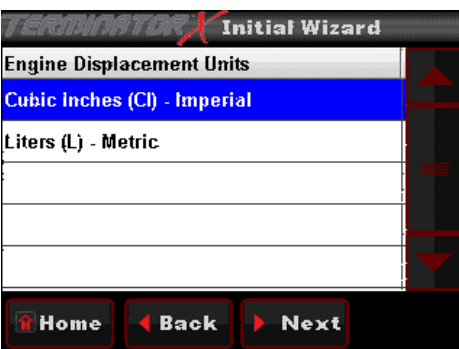 TERMINATOR X Initial Wizard
Engine Displacement Units
Cubic Inches (CI) - Imperial
Liters (L) - Metric
Home Back Next